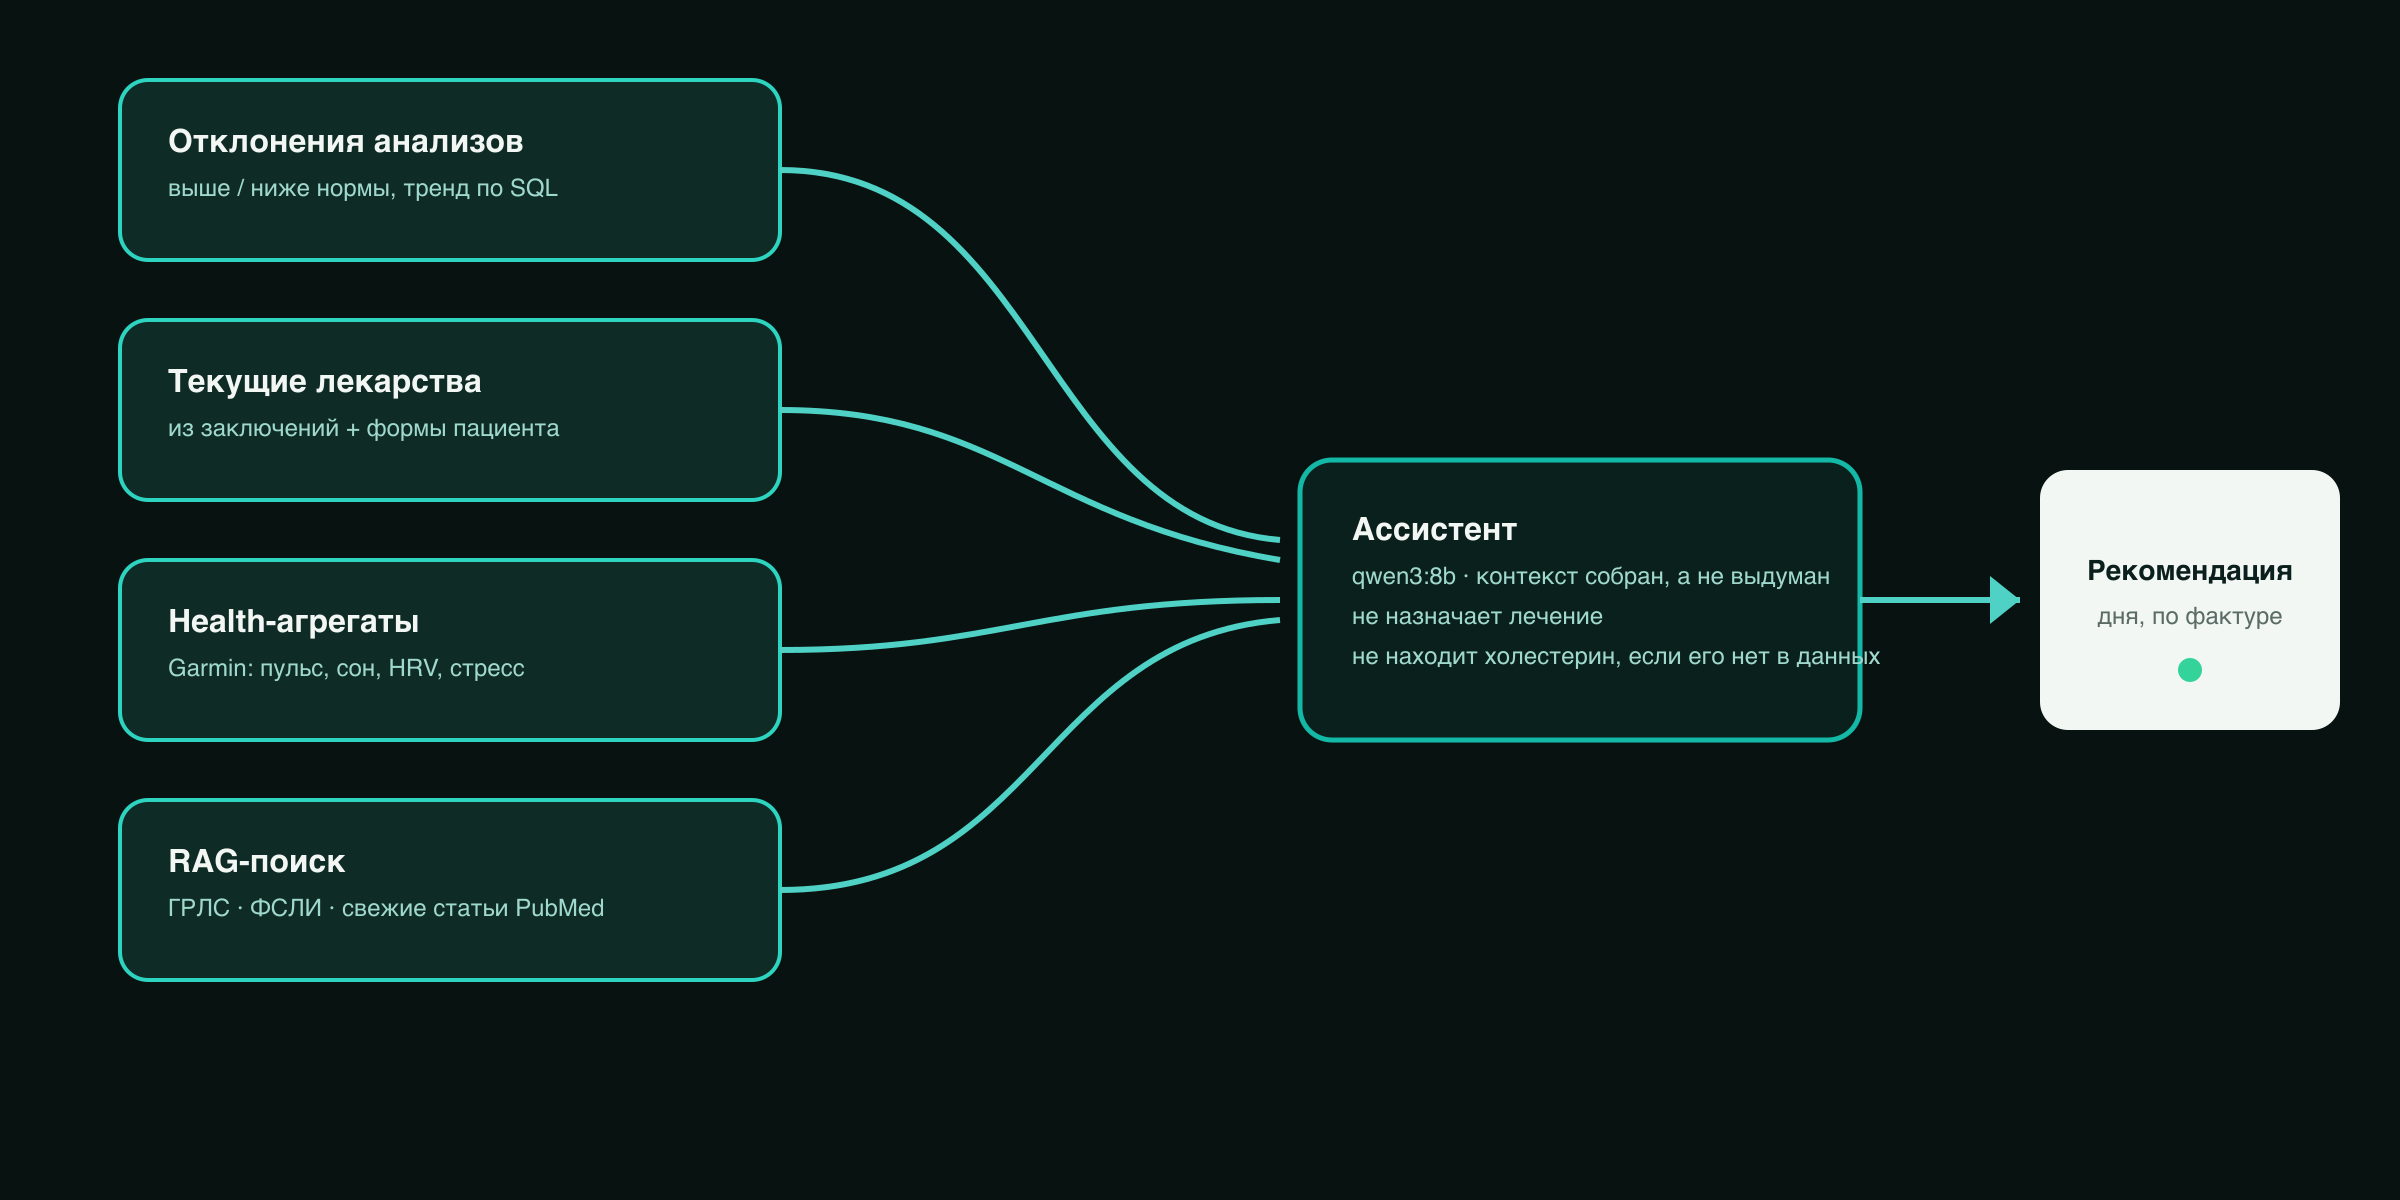 Отклонения анализов
выше / ниже нормы, тренд по SQL
Текущие лекарства
из заключений + формы пациента
Health-агрегаты
Garmin: пульс, сон, HRV, стресс
RAG-поиск
ГРЛС · ФСЛИ · свежие статьи PubMed
Ассистент
qwen3:8b · контекст собран, а не выдуман
не назначает лечение
не находит холестерин, если его нет в данных
Рекомендация
дня, по фактуре